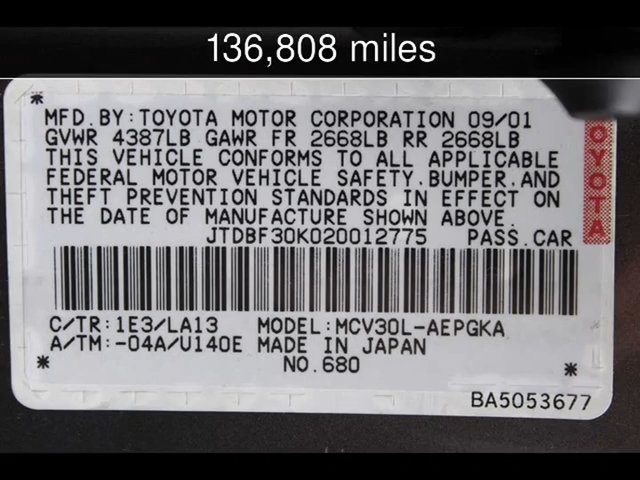 136,808 miles
MFD.BY:TOYOTA MOTOR CORPORATION 09/01
GVWR 4387LB GAWR FR 2668LB RR 2668LB
THIS VEHICLE CONFORMS TO ALL APPLICABLE
FEDERAL MOTOR VEHICLE SAFETY,BUMPER,AND
THEFT PREVENTION STANDARDS IN EFFECT ON
THE DATE OF MANUFACTURE SHOWN ABOVE.
JTDBF30K020012775 PASS.CAR
TOYOTA
C/TR:1E3/LA13 MODEL:MCV30L-AEPGKA
A/TM:-04A/U140E MADE IN JAPAN
* NO.680 *
BA5053677